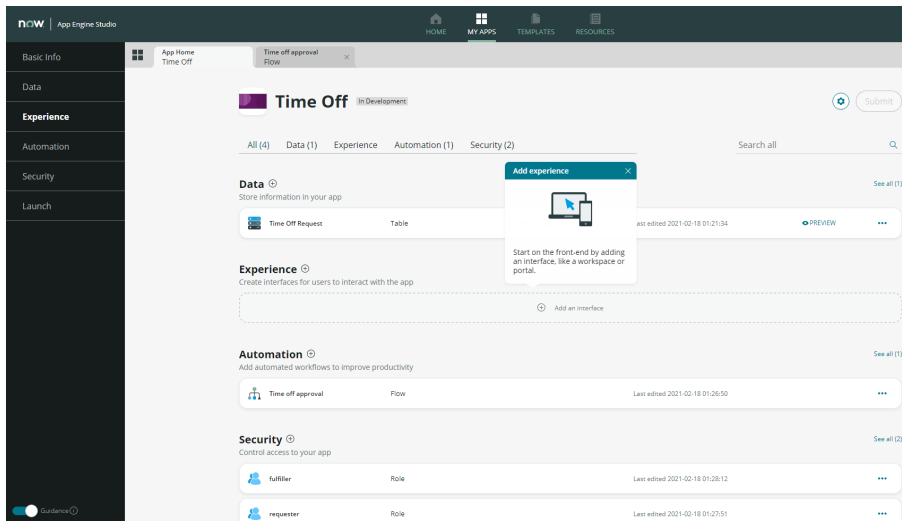 now | App Engine Studio
HOME
MY APPS
TEMPLATES
RESOURCES
Basic Info
Data
Experience
Automation
Security
Launch
Guidance
App Home
Time Off
Time off approval
Flow
Time Off
In Development
Submit
All (4)
Data (1)
Experience
Automation (1)
Security (2)
Search all
Add experience
Start on the front-end by adding
an interface, like a workspace or
portal.
Data
See all (1)
Store information in your app
Time Off Request
Table
ast edited 2021-02-18 01:21:34
PREVIEW
Experience
Create interfaces for users to interact with the app
Add an interface
Automation
See all (1)
Add automated workflows to improve productivity
Time off approval
Flow
Last edited 2021-02-18 01:26:50
Security
See all (2)
Control access to your app
fulfiller
Role
Last edited 2021-02-18 01:28:12
requester
Role
Last edited 2021-02-18 01:27:51